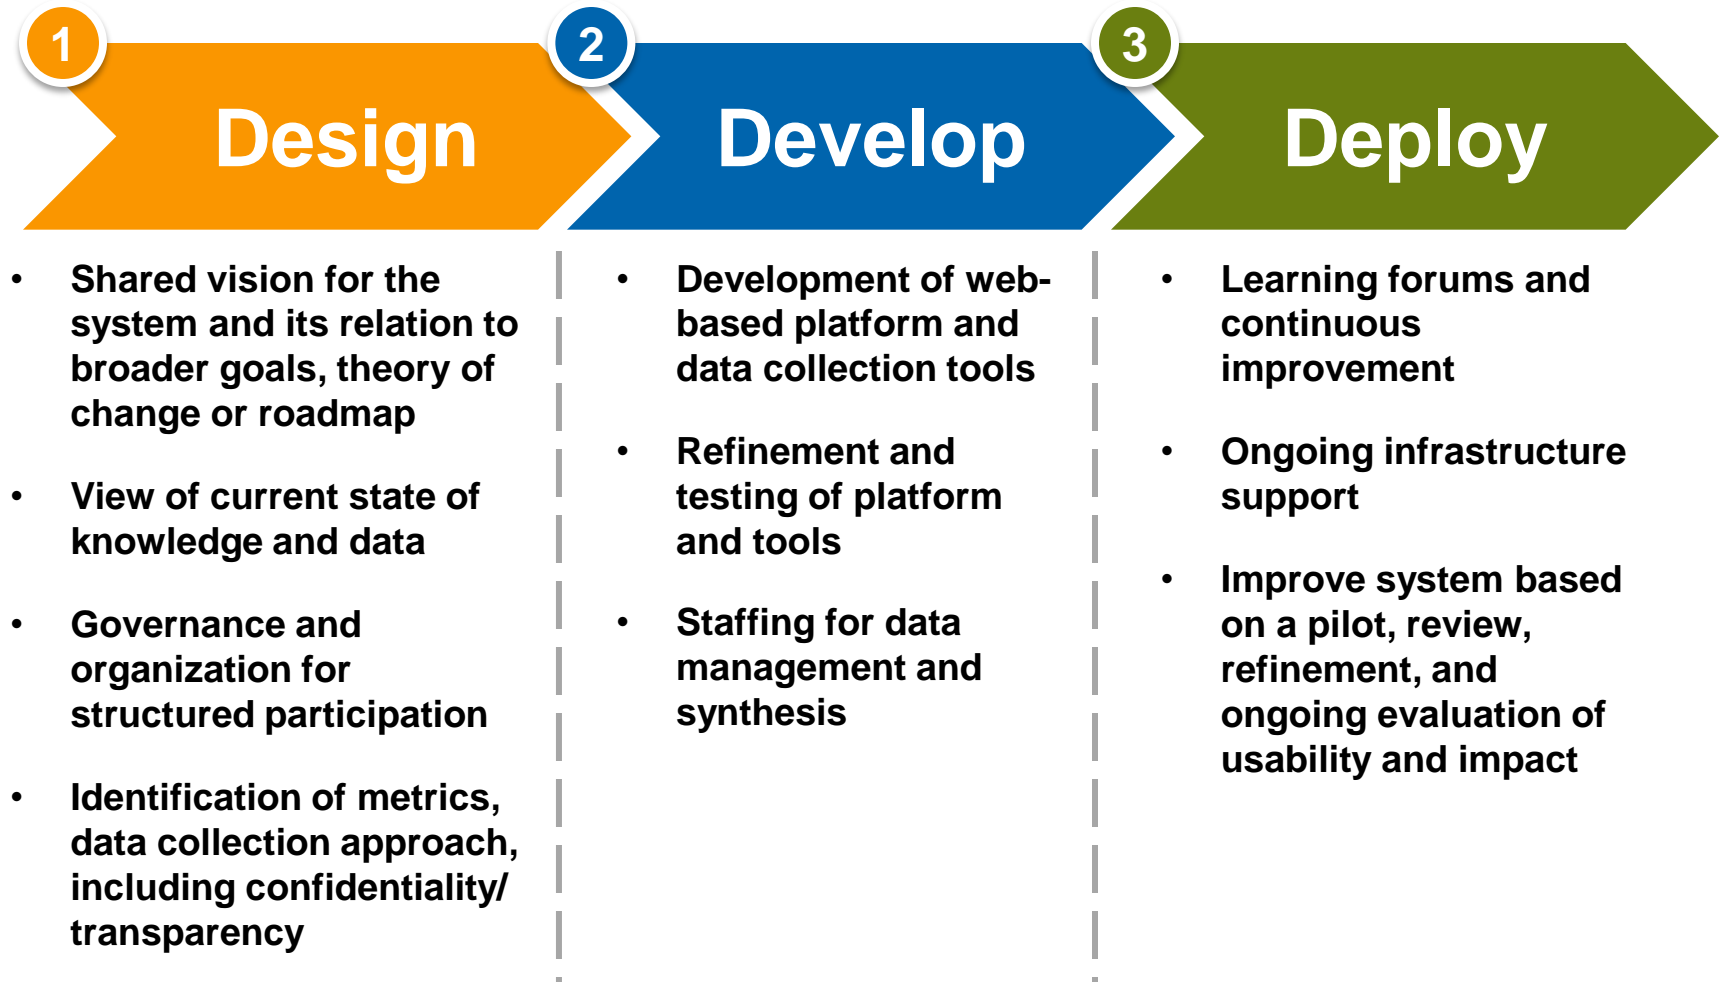 1
Design
2
Develop
3
Deploy
• Shared vision for the
system and its relation to
broader goals, theory of
change or roadmap
• View of current state of
knowledge and data
• Governance and
organization for
structured participation
• Identification of metrics,
data collection approach,
including confidentiality/
transparency
• Development of web-
based platform and
data collection tools
• Refinement and
testing of platform
and tools
• Staffing for data
management and
synthesis
• Learning forums and
continuous
improvement
• Ongoing infrastructure
support
• Improve system based
on a pilot, review,
refinement, and
ongoing evaluation of
usability and impact